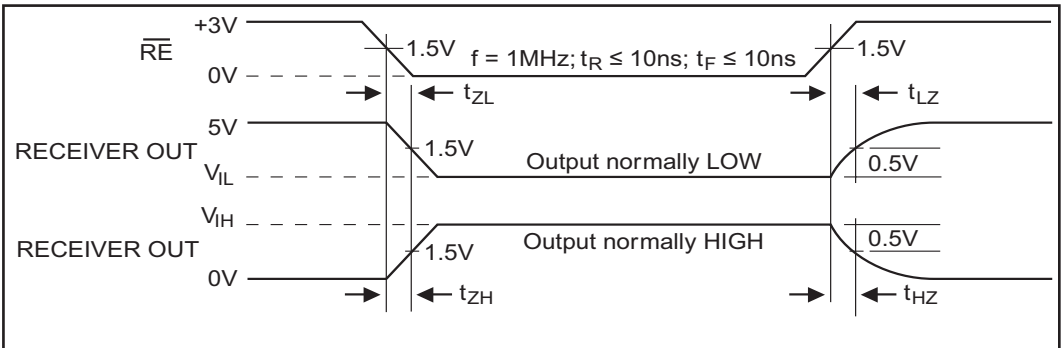 +3V
R̅E̅
1.5V
f = 1MHz; tR ≤ 10ns; tF ≤ 10ns
1.5V
0V
tZL
tLZ
5V
RECEIVER OUT
1.5V
Output normally LOW
0.5V
VIL
VIH
RECEIVER OUT
1.5V
Output normally HIGH
0.5V
0V
tZH
tHZ